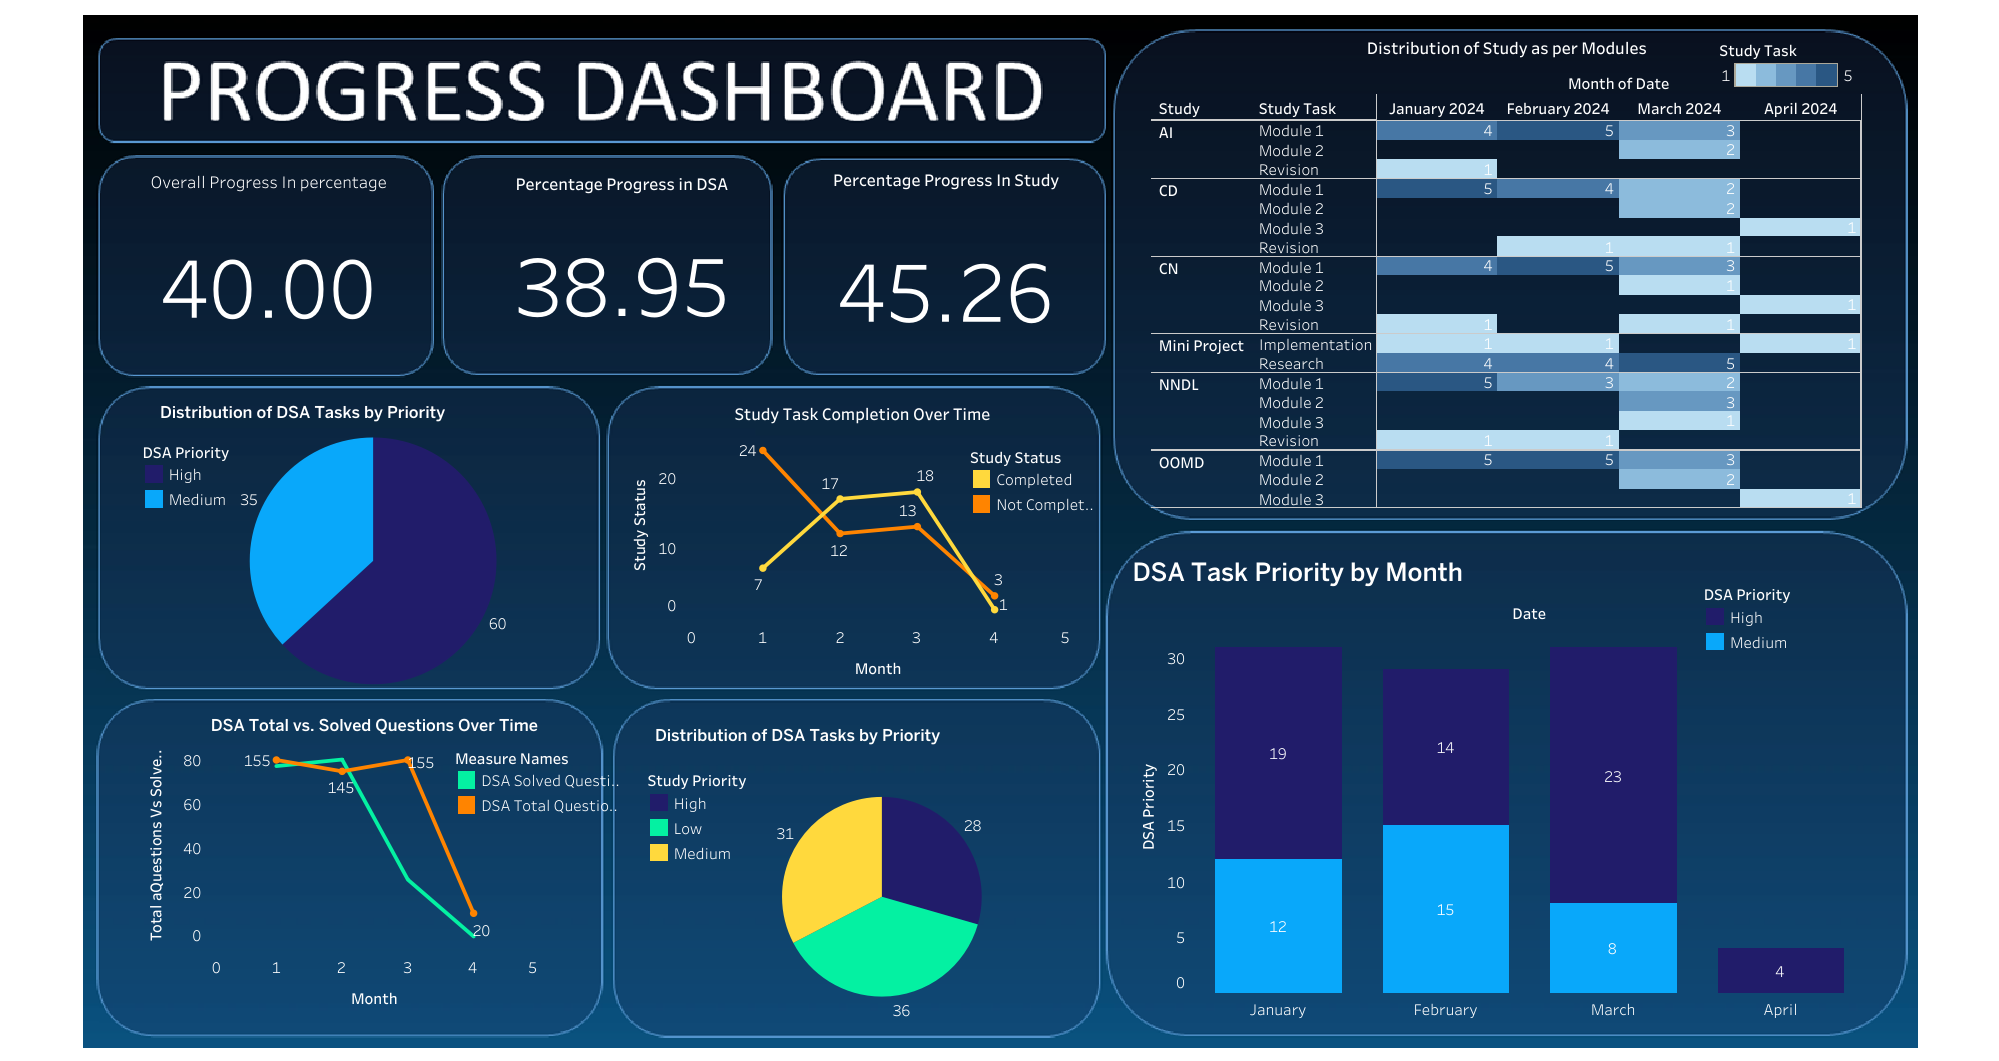 PROGRESS DASHBOARD
Overall Progress In percentage
40.00
Percentage Progress in DSA
38.95
Percentage Progress In Study
45.26
Distribution of Study as per Modules
Study Task
1 5
Month of Date
Study Study Task January 2024 February 2024 March 2024 April 2024
AI Module 1 4 5 3
Module 2 2
Revision 1
CD Module 1 5 4 2
Module 2 2
Module 3 1
Revision 1 1
CN Module 1 4 5 3
Module 2 1
Module 3 1
Revision 1 1
Mini Project Implementation 1 1 1
Research 4 4 5
NNDL Module 1 5 3 2
Module 2 3
Module 3 1
Revision 1 1
OOMD Module 1 5 5 3
Module 2 2
Module 3 1
Distribution of DSA Tasks by Priority
DSA Priority
High
Medium
35
60
Study Task Completion Over Time
Study Status
Completed
Not Complet..
Study Status
20
10
0
24
17
18
13
12
7
3
1
0 1 2 3 4 5
Month
DSA Total vs. Solved Questions Over Time
Measure Names
DSA Solved Questi..
DSA Total Questio..
Total aQuestions Vs Solve..
80
60
40
20
0
155
145
155
20
0 1 2 3 4 5
Month
Distribution of DSA Tasks by Priority
Study Priority
High
Low
Medium
31
28
36
DSA Task Priority by Month
DSA Priority
High
Medium
Date
DSA Priority
30
25
20
15
10
5
0
19
14
23
12
15
8
4
January February March April